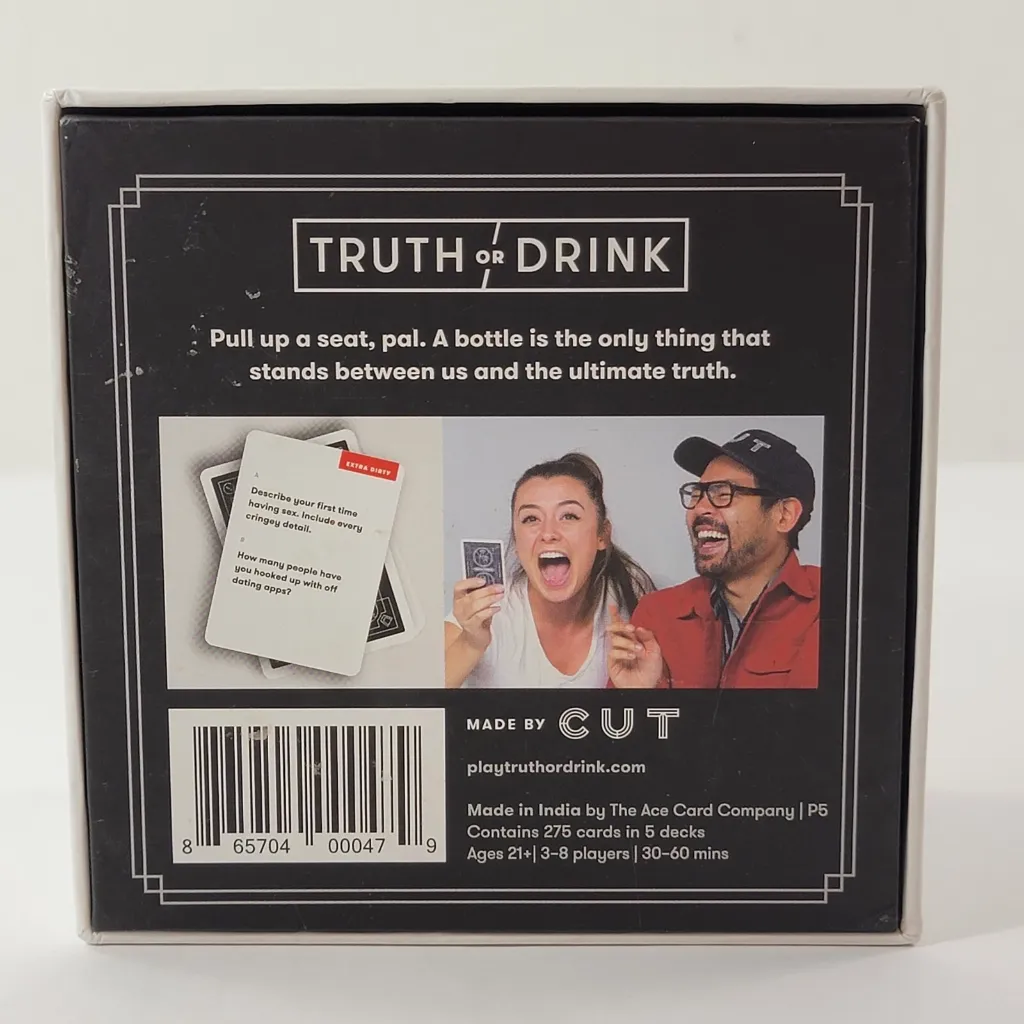 TRUTH OR DRINK
Pull up a seat, pal. A bottle is the only thing that
stands between us and the ultimate truth.
EXTRA DIRTY
A
Describe your first time
having sex. Include every
cringey detail.
B
How many people have
you hooked up with off
dating apps?
CUT
MADE BY CUT
playtruthordrink.com
Made in India by The Ace Card Company | P5
Contains 275 cards in 5 decks
Ages 21+| 3-8 players | 30-60 mins
8 65704 00047 9